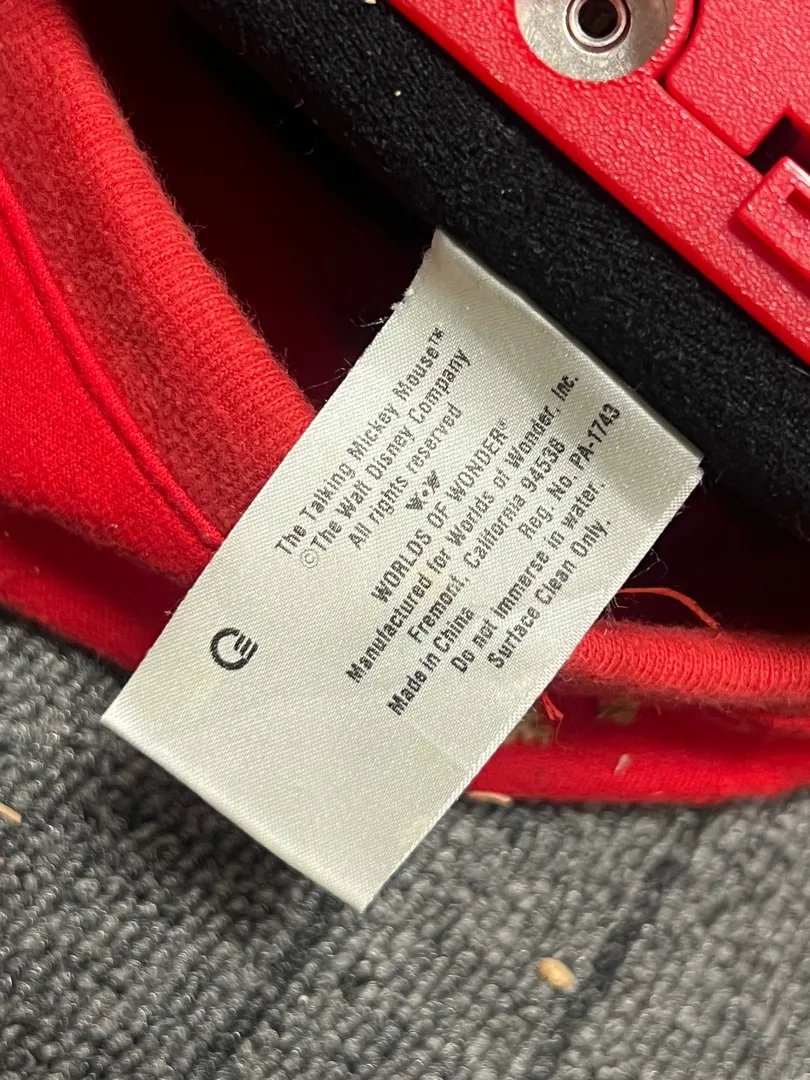 The Talking Mickey Mouse™
©The Walt Disney Company
All rights reserved
WORLDS OF WONDER®
Manufactured for Worlds of Wonder, Inc.
Fremont, California 94538
Made in China
Reg. No. PA-1743
Do not immerse in water.
Surface Clean Only.